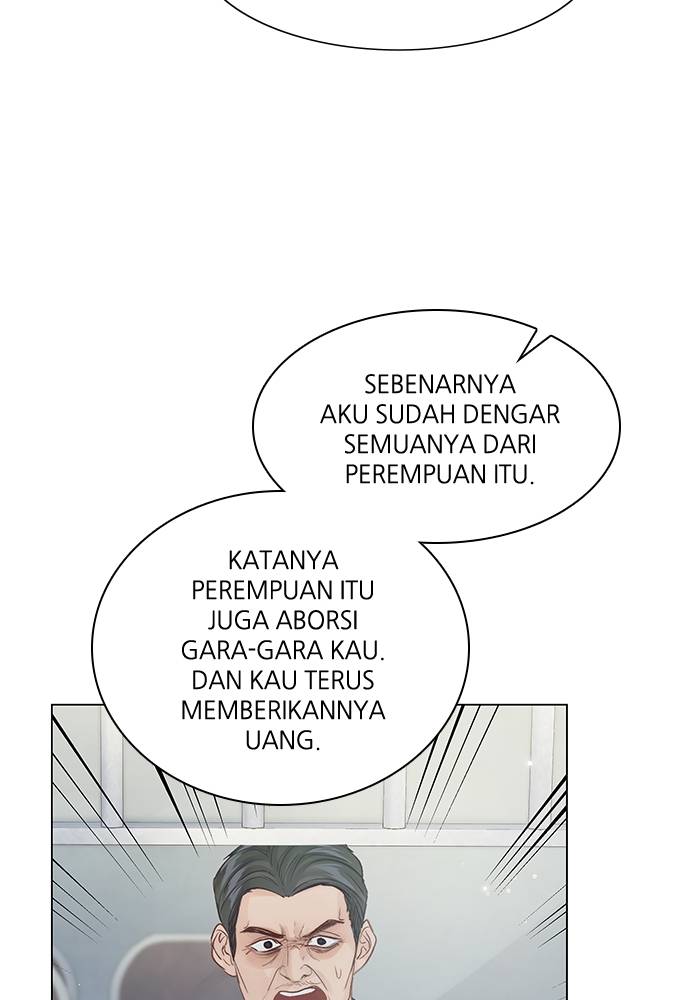 SEBENARNYA
AKU SUDAH DENGAR
SEMUANYA DARI
PEREMPUAN ITU.
KATANYA
PEREMPUAN ITU
JUGA ABORSI
GARA-GARA KAU.
DAN KAU TERUS
MEMBERIKANNYA
UANG.